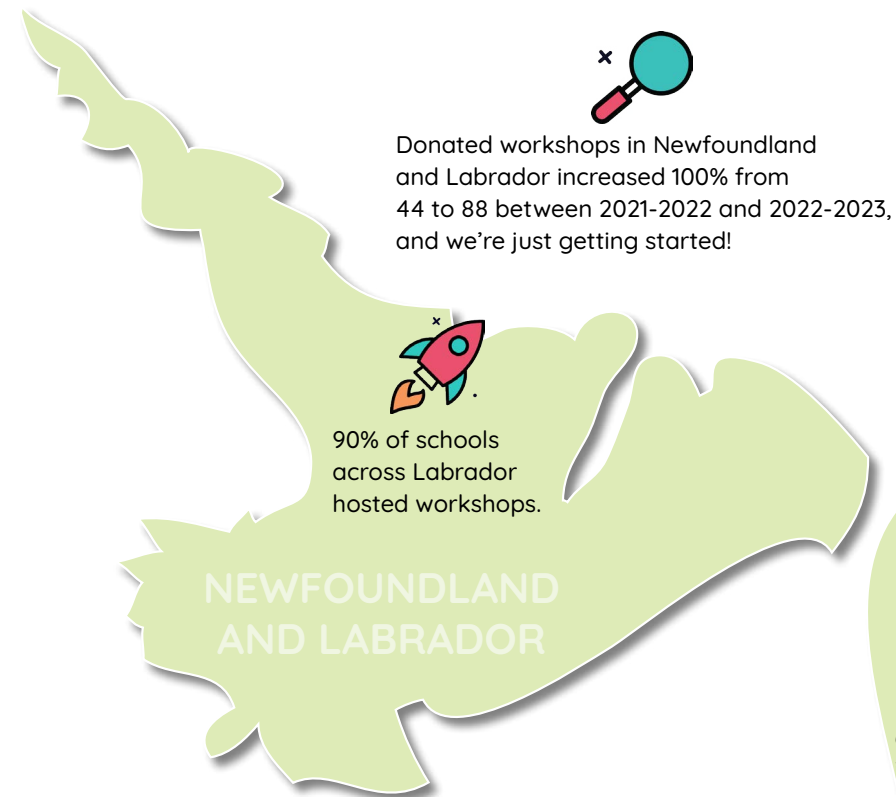 Donated workshops in Newfoundland
and Labrador increased 100% from
44 to 88 between 2021-2022 and 2022-2023,
and we’re just getting started!
90% of schools
across Labrador
hosted workshops.
NEWFOUNDLAND
AND LABRADOR